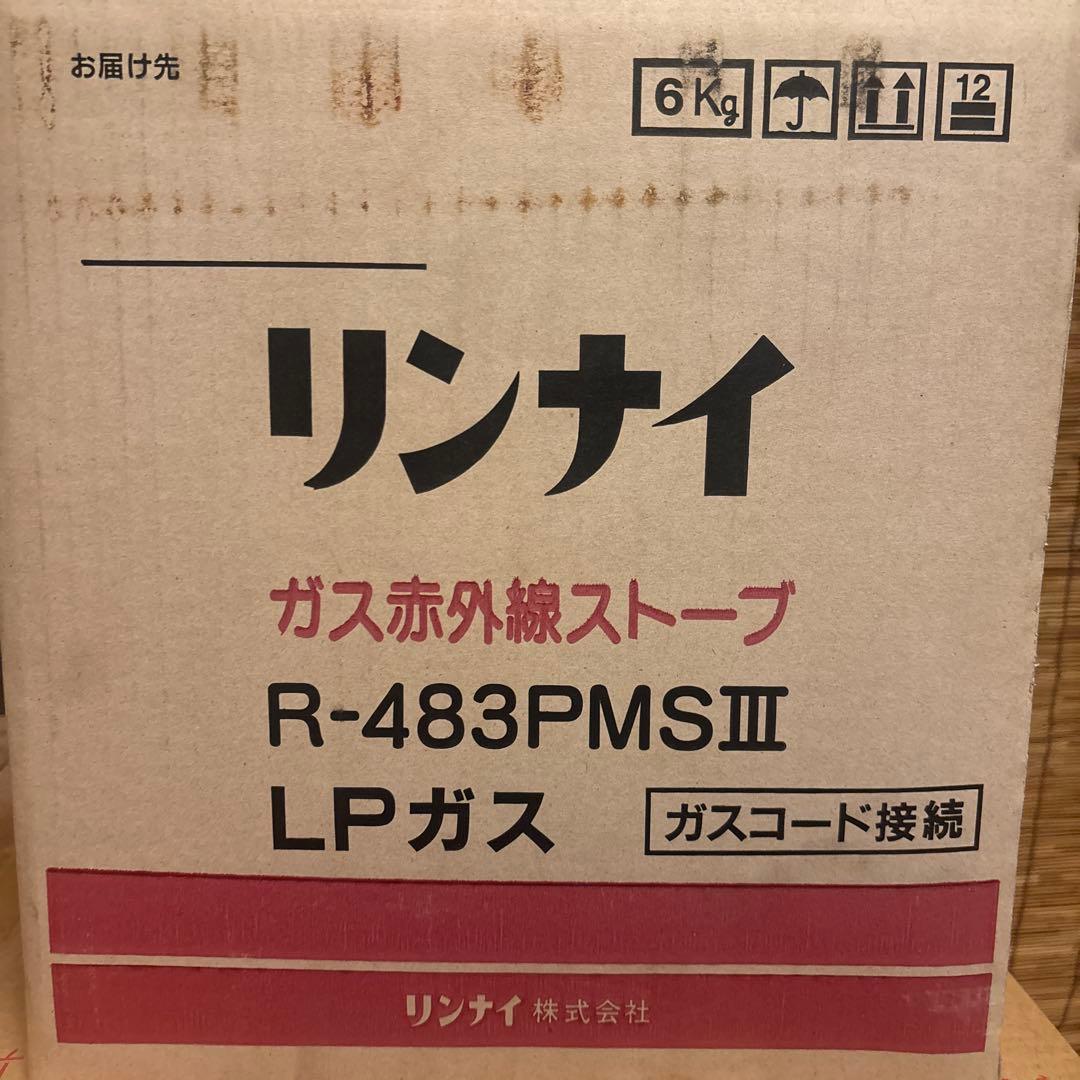 お届け先
6Kg
12
リンナイ
ガス赤外線ストーブ
R-483PMSⅢ
LPガス
ガスコード接続
リンナイ株式会社